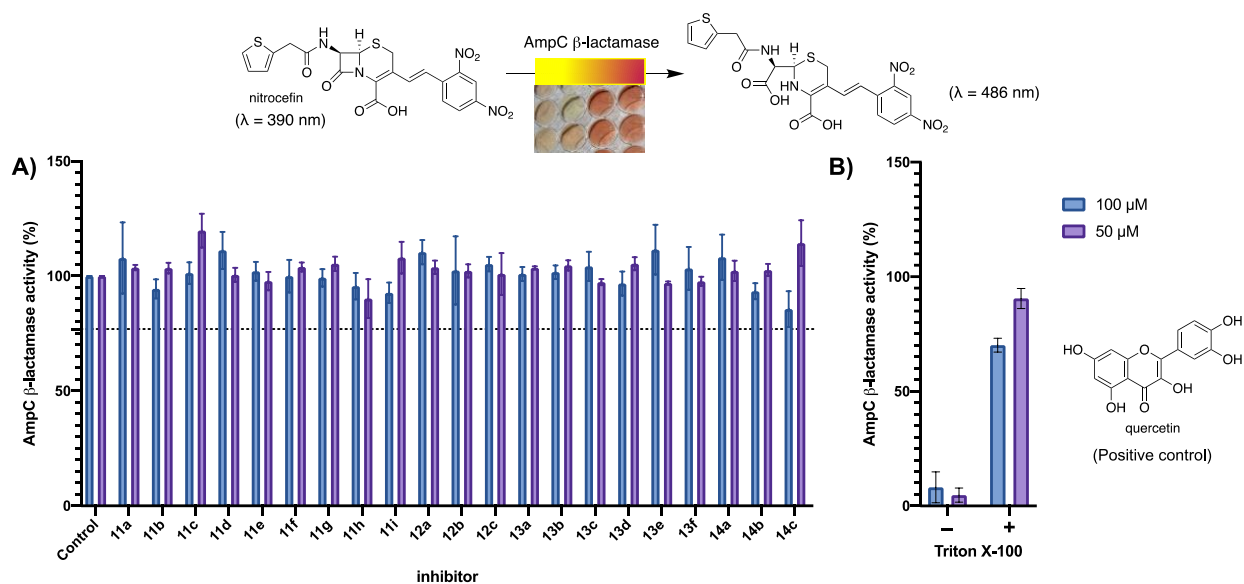 S
O
N
H
H
S
O
N
NO₂
NO₂
O
OH
nitrocefin
(λ = 390 nm)
AmpC β-lactamase
S
O
N
H
H
S
HN
O
OH
O
OH
NO₂
NO₂
(λ = 486 nm)
A)
AmpC β-lactamase activity (%)
150
100
50
0
Control
11a
11b
11c
11d
11e
11f
11g
11h
11i
12a
12b
12c
13a
13b
13c
13d
13e
13f
14a
14b
14c
inhibitor
B)
AmpC β-lactamase activity (%)
150
100
50
0
–
+
Triton X-100
100 µM
50 µM
HO
O
OH
OH
OH
OH
O
quercetin
(Positive control)